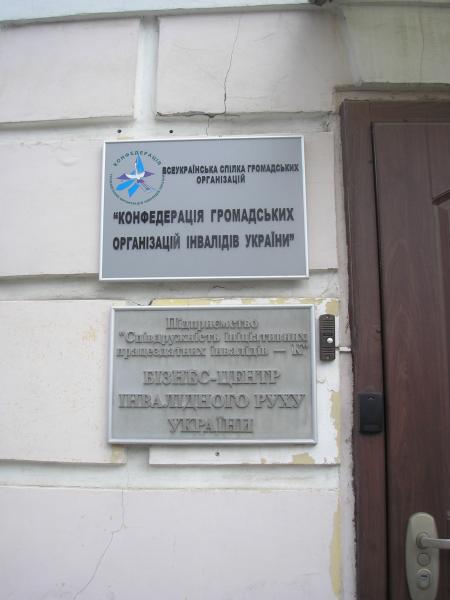 КОНФЕДЕРАЦІЯ
ВСЕУКРАЇНСЬКА СПІЛКА ГРОМАДСЬКИХ
ОРГАНІЗАЦІЙ
"КОНФЕДЕРАЦІЯ ГРОМАДСЬКИХ
ОРГАНІЗАЦІЙ ІНВАЛІДІВ УКРАЇНИ"
Підприємство
"Співдружність ініціативних
працездатних інвалідів — К"
БІЗНЕС-ЦЕНТР
ІНВАЛІДНОГО РУХУ
УКРАЇНИ